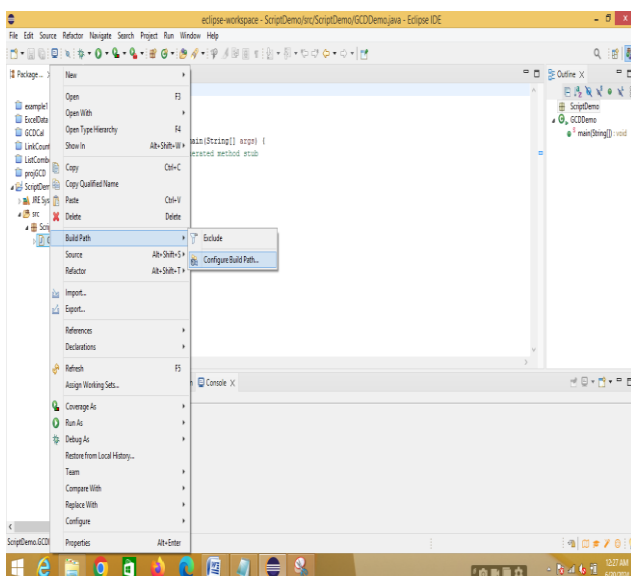 eclipse-workspace - ScriptDemo/src/ScriptDemo/GCDDemo.java - Eclipse IDE
File Edit Source Refactor Navigate Search Project Run Window Help
Package...
New
Outline
Open F3
Open With
Open Type Hierarchy F4
Show In Alt+Shift+W
Copy Ctrl+C
Copy Qualified Name
Paste Ctrl+V
Delete Delete
Build Path
Source Alt+Shift+S
Refactor Alt+Shift+T
Import...
Export...
References
Declarations
Refresh F5
Assign Working Sets...
Coverage As
Run As
Debug As
Restore from Local History...
Team
Compare With
Replace With
Configure
Properties Alt+Enter
Exclude
Configure Build Path...
example1
ExcelData
GCDCal
LinkCount
ListComb
projGCD
ScriptDem
JRE Sys
src
Scri
ain(String[] args) {
erated method stub
ScriptDemo
GCDDemo
main(String[]) : void
Console
ScriptDemo.GCD
12:27 AM